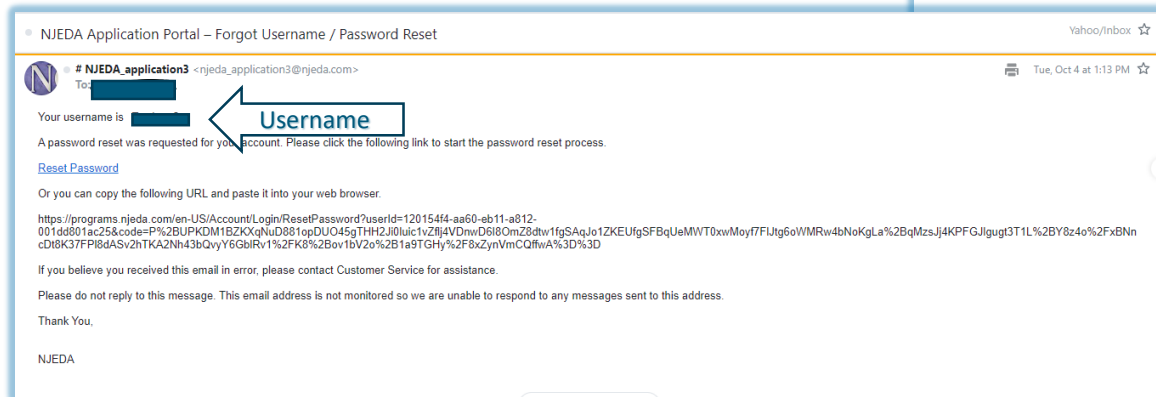 NJEDA Application Portal – Forgot Username / Password Reset
Yahoo/Inbox
N
# NJEDA_application3 <njeda_application3@njeda.com>
Tue, Oct 4 at 1:13 PM
To:
Your username is
Username
A password reset was requested for your account. Please click the following link to start the password reset process.
Reset Password
Or you can copy the following URL and paste it into your web browser.
https://programs.njeda.com/en-US/Account/Login/ResetPassword?userId=120154f4-aa60-eb11-a812-
001dd801ac25&code=P%2BUPKDM1BZKXqNuD881opDUO45gTHH2Ji0Iuic1vZflj4VDnwD6I8OmZ8dtw1fgSAqJo1ZKEUfgSFBqUeMWT0xwMoyf7FIJtg6oWMRw4bNoKgLa%2BqMzsJj4KPFGJIgugt3T1L%2BY8z4o%2FxBNn
cDt8K37FPI8dASv2hTKA2Nh43bQvyY6GbIRv1%2FK8%2Bov1bV2o%2B1a9TGHy%2F8xZynVmCQffwA%3D%3D
If you believe you received this email in error, please contact Customer Service for assistance.
Please do not reply to this message. This email address is not monitored so we are unable to respond to any messages sent to this address.
Thank You,
NJEDA